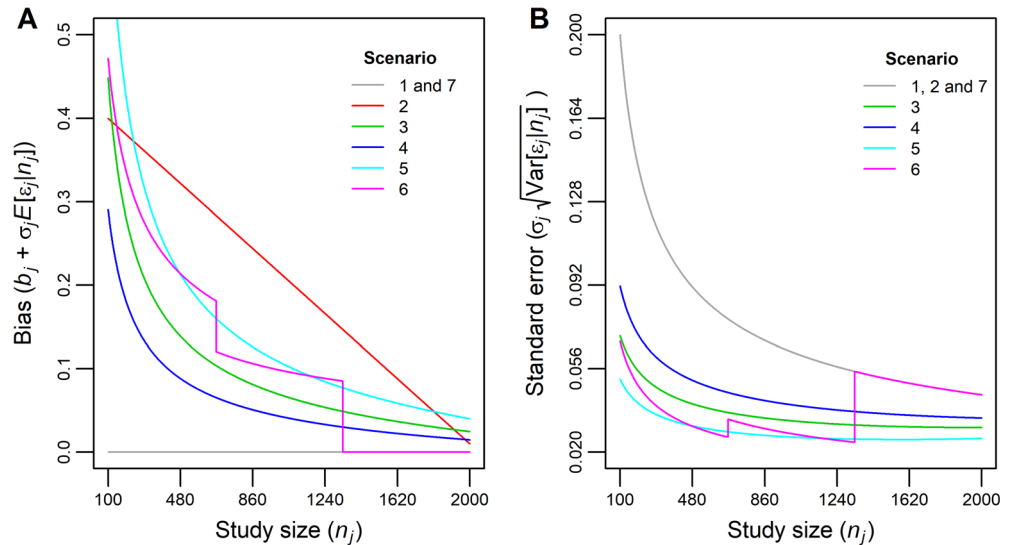 A
Bias (bj + σjE[εj|nj])
0.5
0.4
0.3
0.2
0.1
0.0
Scenario
1 and 7
2
3
4
5
6
100 480 860 1240 1620 2000
Study size (nj)
B
Standard error (σj √Var[εj|nj] )
0.200
0.164
0.128
0.092
0.056
0.020
Scenario
1, 2 and 7
3
4
5
6
100 480 860 1240 1620 2000
Study size (nj)